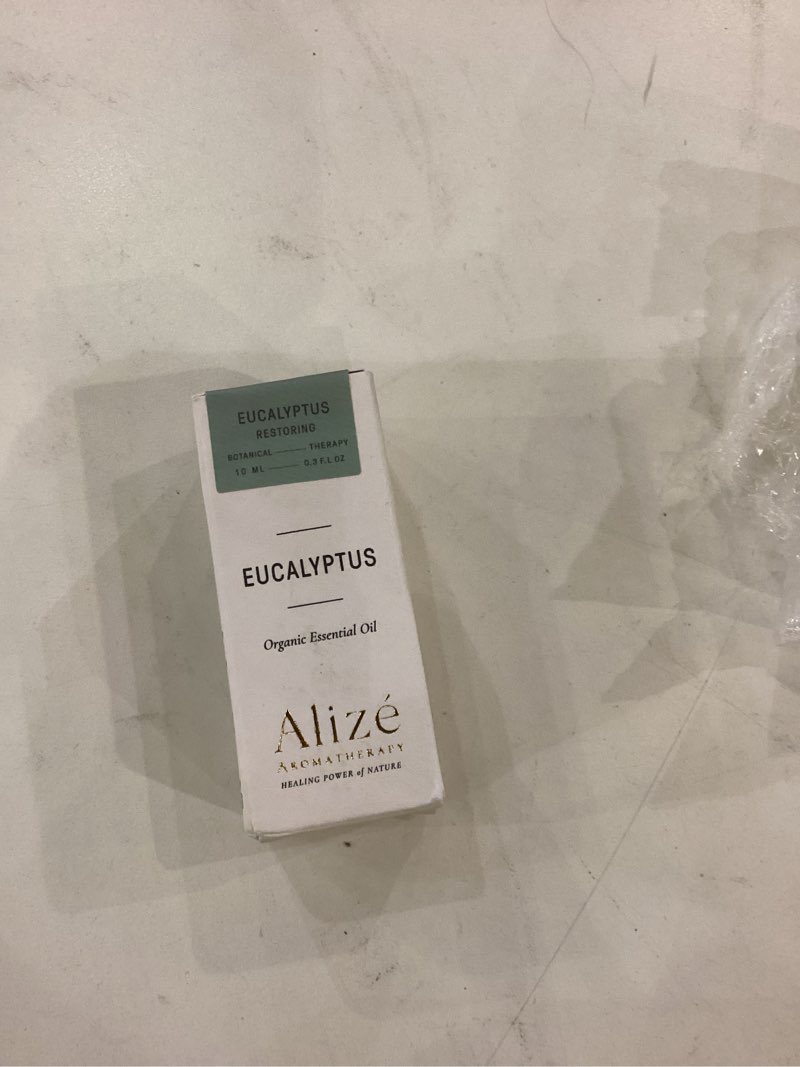 EUCALYPTUS
RESTORING
BOTANICAL THERAPY
10 ML 0.3 F.L OZ
EUCALYPTUS
Organic Essential Oil
Alizé
AROMATHERAPY
HEALING POWER of NATURE